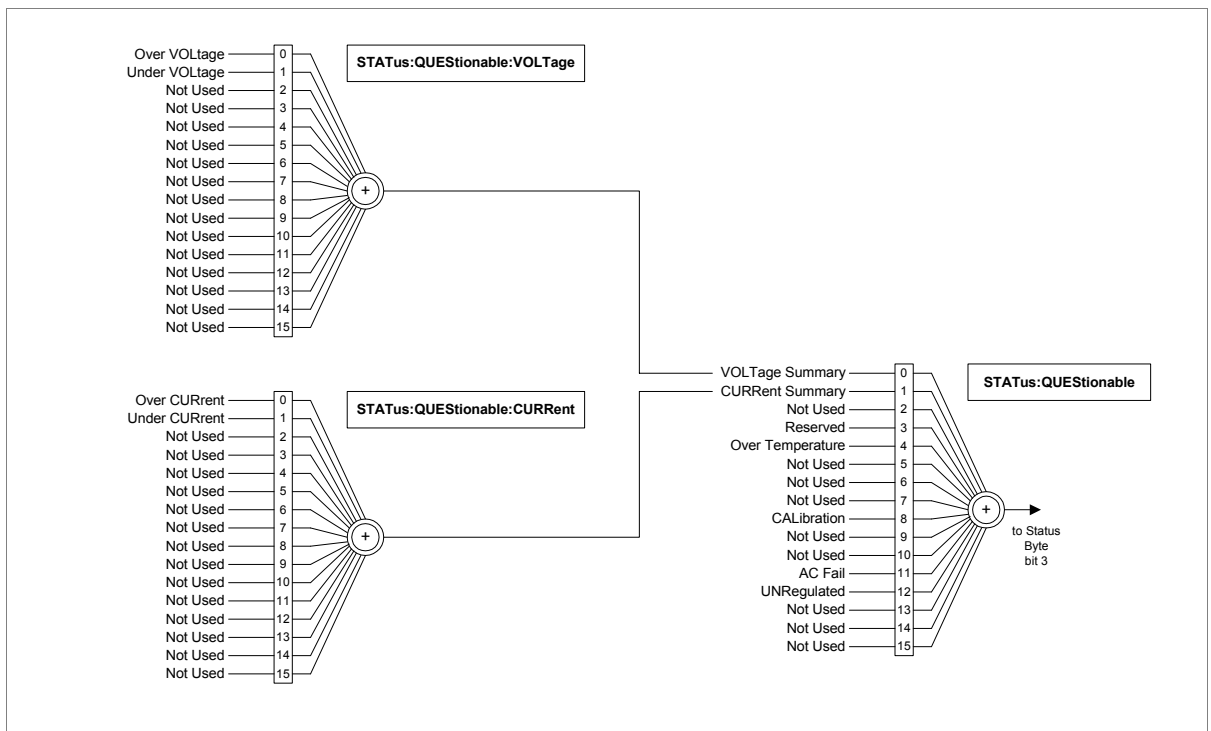 Over VOLtage 0
Under VOLtage 1
Not Used 2
Not Used 3
Not Used 4
Not Used 5
Not Used 6
Not Used 7
Not Used 8
Not Used 9
Not Used 10
Not Used 11
Not Used 12
Not Used 13
Not Used 14
Not Used 15
STATus:QUEStionable:VOLTage
+
Over CURrent 0
Under CURrent 1
Not Used 2
Not Used 3
Not Used 4
Not Used 5
Not Used 6
Not Used 7
Not Used 8
Not Used 9
Not Used 10
Not Used 11
Not Used 12
Not Used 13
Not Used 14
Not Used 15
STATus:QUEStionable:CURRent
+
VOLTage Summary 0
CURRent Summary 1
Not Used 2
Reserved 3
Over Temperature 4
Not Used 5
Not Used 6
Not Used 7
CALibration 8
Not Used 9
Not Used 10
AC Fail 11
UNRegulated 12
Not Used 13
Not Used 14
Not Used 15
STATus:QUEStionable
+
to Status
Byte
bit 3